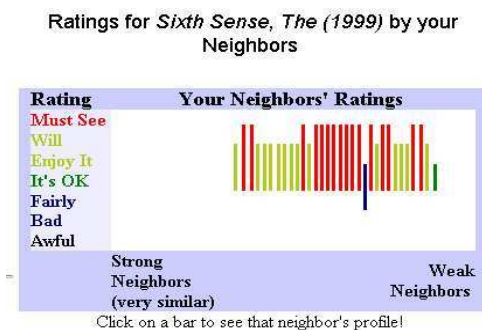 Ratings for Sixth Sense, The (1999) by your
Neighbors
Rating Your Neighbors' Ratings
Must See
Will
Enjoy It
It's OK
Fairly
Bad
Awful
Strong
Neighbors
(very similar)
Weak
Neighbors
Click on a bar to see that neighbor's profile!